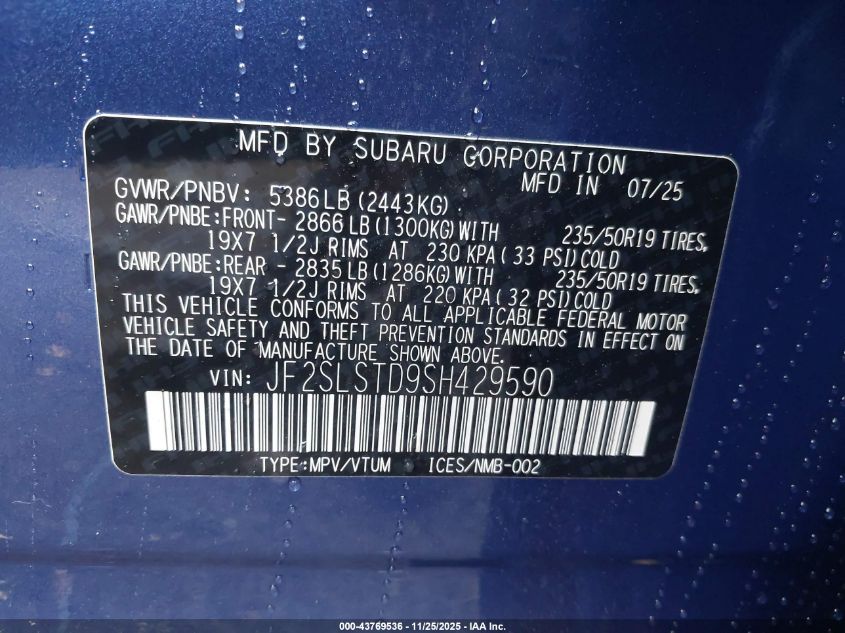 MFD BY SUBARU CORPORATION
MFD IN 07/25
GVWR/PNBV: 5386LB(2443KG)
GAWR/PNBE:FRONT- 2866LB(1300KG)WITH 235/50R19 TIRES,
19X7 1/2J RIMS AT 230 KPA( 33 PSI)COLD
GAWR/PNBE:REAR - 2835LB(1286KG)WITH 235/50R19 TIRES,
19X7 1/2J RIMS AT 220 KPA( 32 PSI)COLD
THIS VEHICLE CONFORMS TO ALL APPLICABLE FEDERAL MOTOR
VEHICLE SAFETY AND THEFT PREVENTION STANDARDS IN EFFECT ON
THE DATE OF MANUFACTURE SHOWN ABOVE.
VIN: JF2SLSTD9SH429590
TYPE:MPV/VTUM ICES/NMB-002
000-43769536 - 11/25/2025 - IAA Inc.